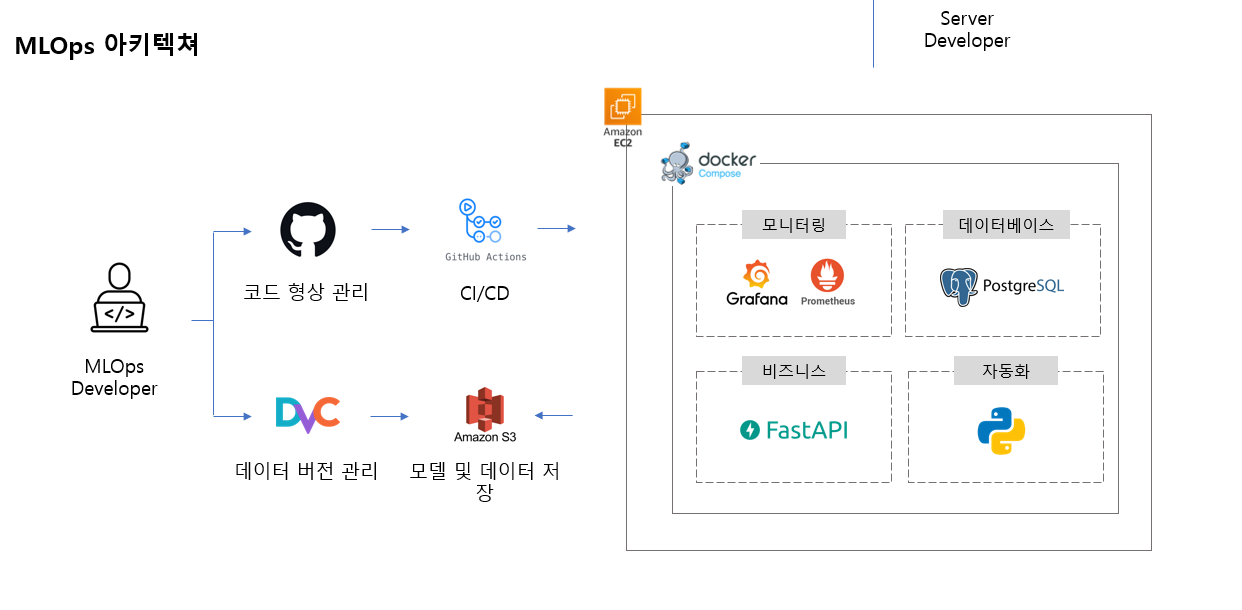 MLOps 아키텍쳐
Server
Developer
Amazon
EC2
docker
Compose
모니터링
데이터베이스
Grafana
Prometheus
PostgreSQL
GitHub Actions
코드 형상 관리
CI/CD
</>
MLOps
Developer
비즈니스
자동화
DVC
Amazon S3
FastAPI
데이터 버전 관리
모델 및 데이터 저
장